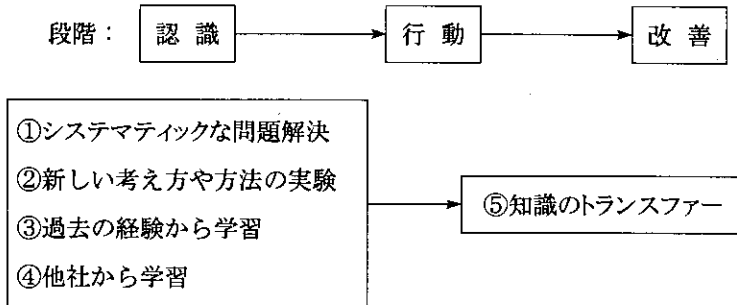 段階： 認 識 行 動 改 善
①システマティックな問題解決
②新しい考え方や方法の実験
③過去の経験から学習
④他社から学習
⑤知識のトランスファー